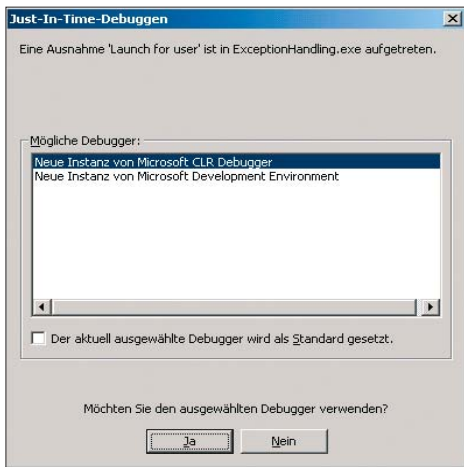 Just-In-Time-Debuggen
Eine Ausnahme 'Launch for user' ist in ExceptionHandling.exe aufgetreten.
Mögliche Debugger:
Neue Instanz von Microsoft CLR Debugger
Neue Instanz von Microsoft Development Environment
Der aktuell ausgewählte Debugger wird als Standard gesetzt.
Möchten Sie den ausgewählten Debugger verwenden?
Ja
Nein